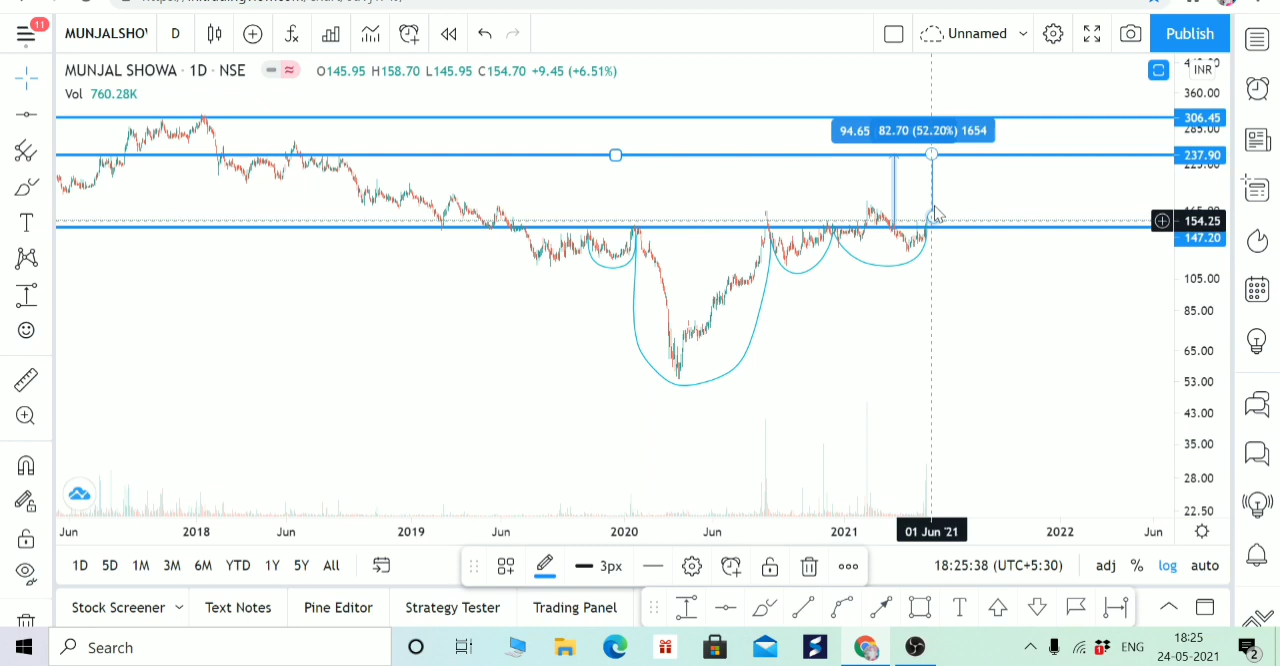 11
MUNJALSHOW
D
Unnamed
Publish
MUNJAL SHOWA · 1D · NSE
O145.95 H158.70 L145.95 C154.70 +9.45 (+6.51%)
INR
Vol 760.28K
360.00
306.45
285.00
94.65 82.70 (52.20%) 1654
237.90
154.25
147.20
105.00
85.00
65.00
53.00
43.00
35.00
28.00
22.50
Jun 2018 Jun 2019 Jun 2020 Jun 2021 01 Jun '21 2022 Jun
1D 5D 1M 3M 6M YTD 1Y 5Y All
3px
18:25:38 (UTC+5:30) adj % log auto
Stock Screener Text Notes Pine Editor Strategy Tester Trading Panel
Search
ENG
18:25
24-05-2021
2